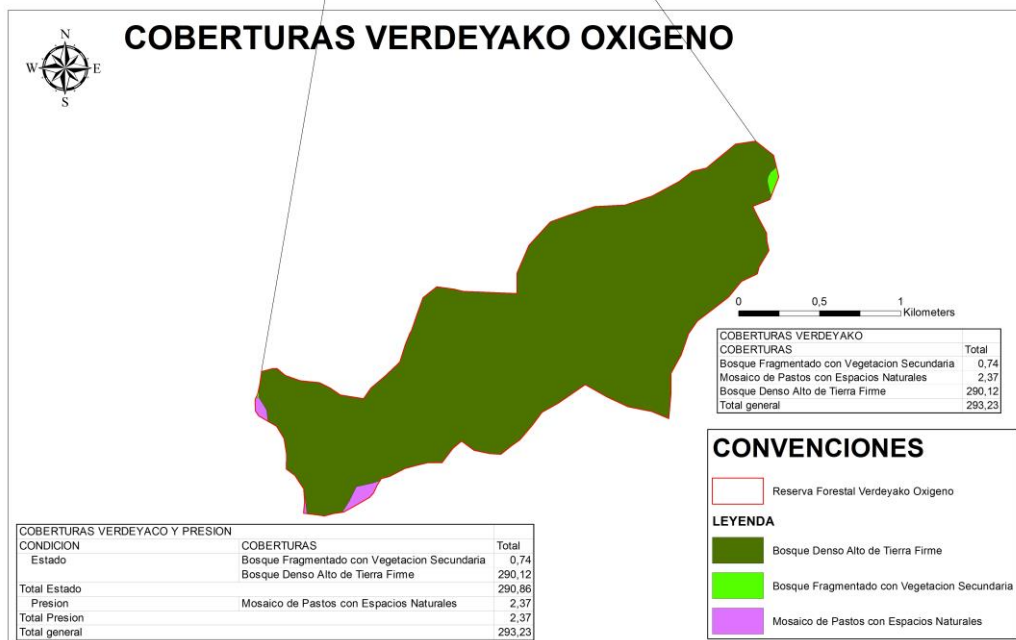 COBERTURAS VERDEYAKO OXIGENO
N
W E
S
0 0,5 1
Kilometers
COBERTURAS VERDEYAKO
COBERTURAS Total
Bosque Fragmentado con Vegetacion Secundaria 0,74
Mosaico de Pastos con Espacios Naturales 2,37
Bosque Denso Alto de Tierra Firme 290,12
Total general 293,23
CONVENCIONES
Reserva Forestal Verdeyako Oxigeno
LEYENDA
Bosque Denso Alto de Tierra Firme
Bosque Fragmentado con Vegetacion Secundaria
Mosaico de Pastos con Espacios Naturales
COBERTURAS VERDEYACO Y PRESION
CONDICION COBERTURAS Total
Estado Bosque Fragmentado con Vegetacion Secundaria 0,74
Bosque Denso Alto de Tierra Firme 290,12
Total Estado 290,86
Presion Mosaico de Pastos con Espacios Naturales 2,37
Total Presion 2,37
Total general 293,23